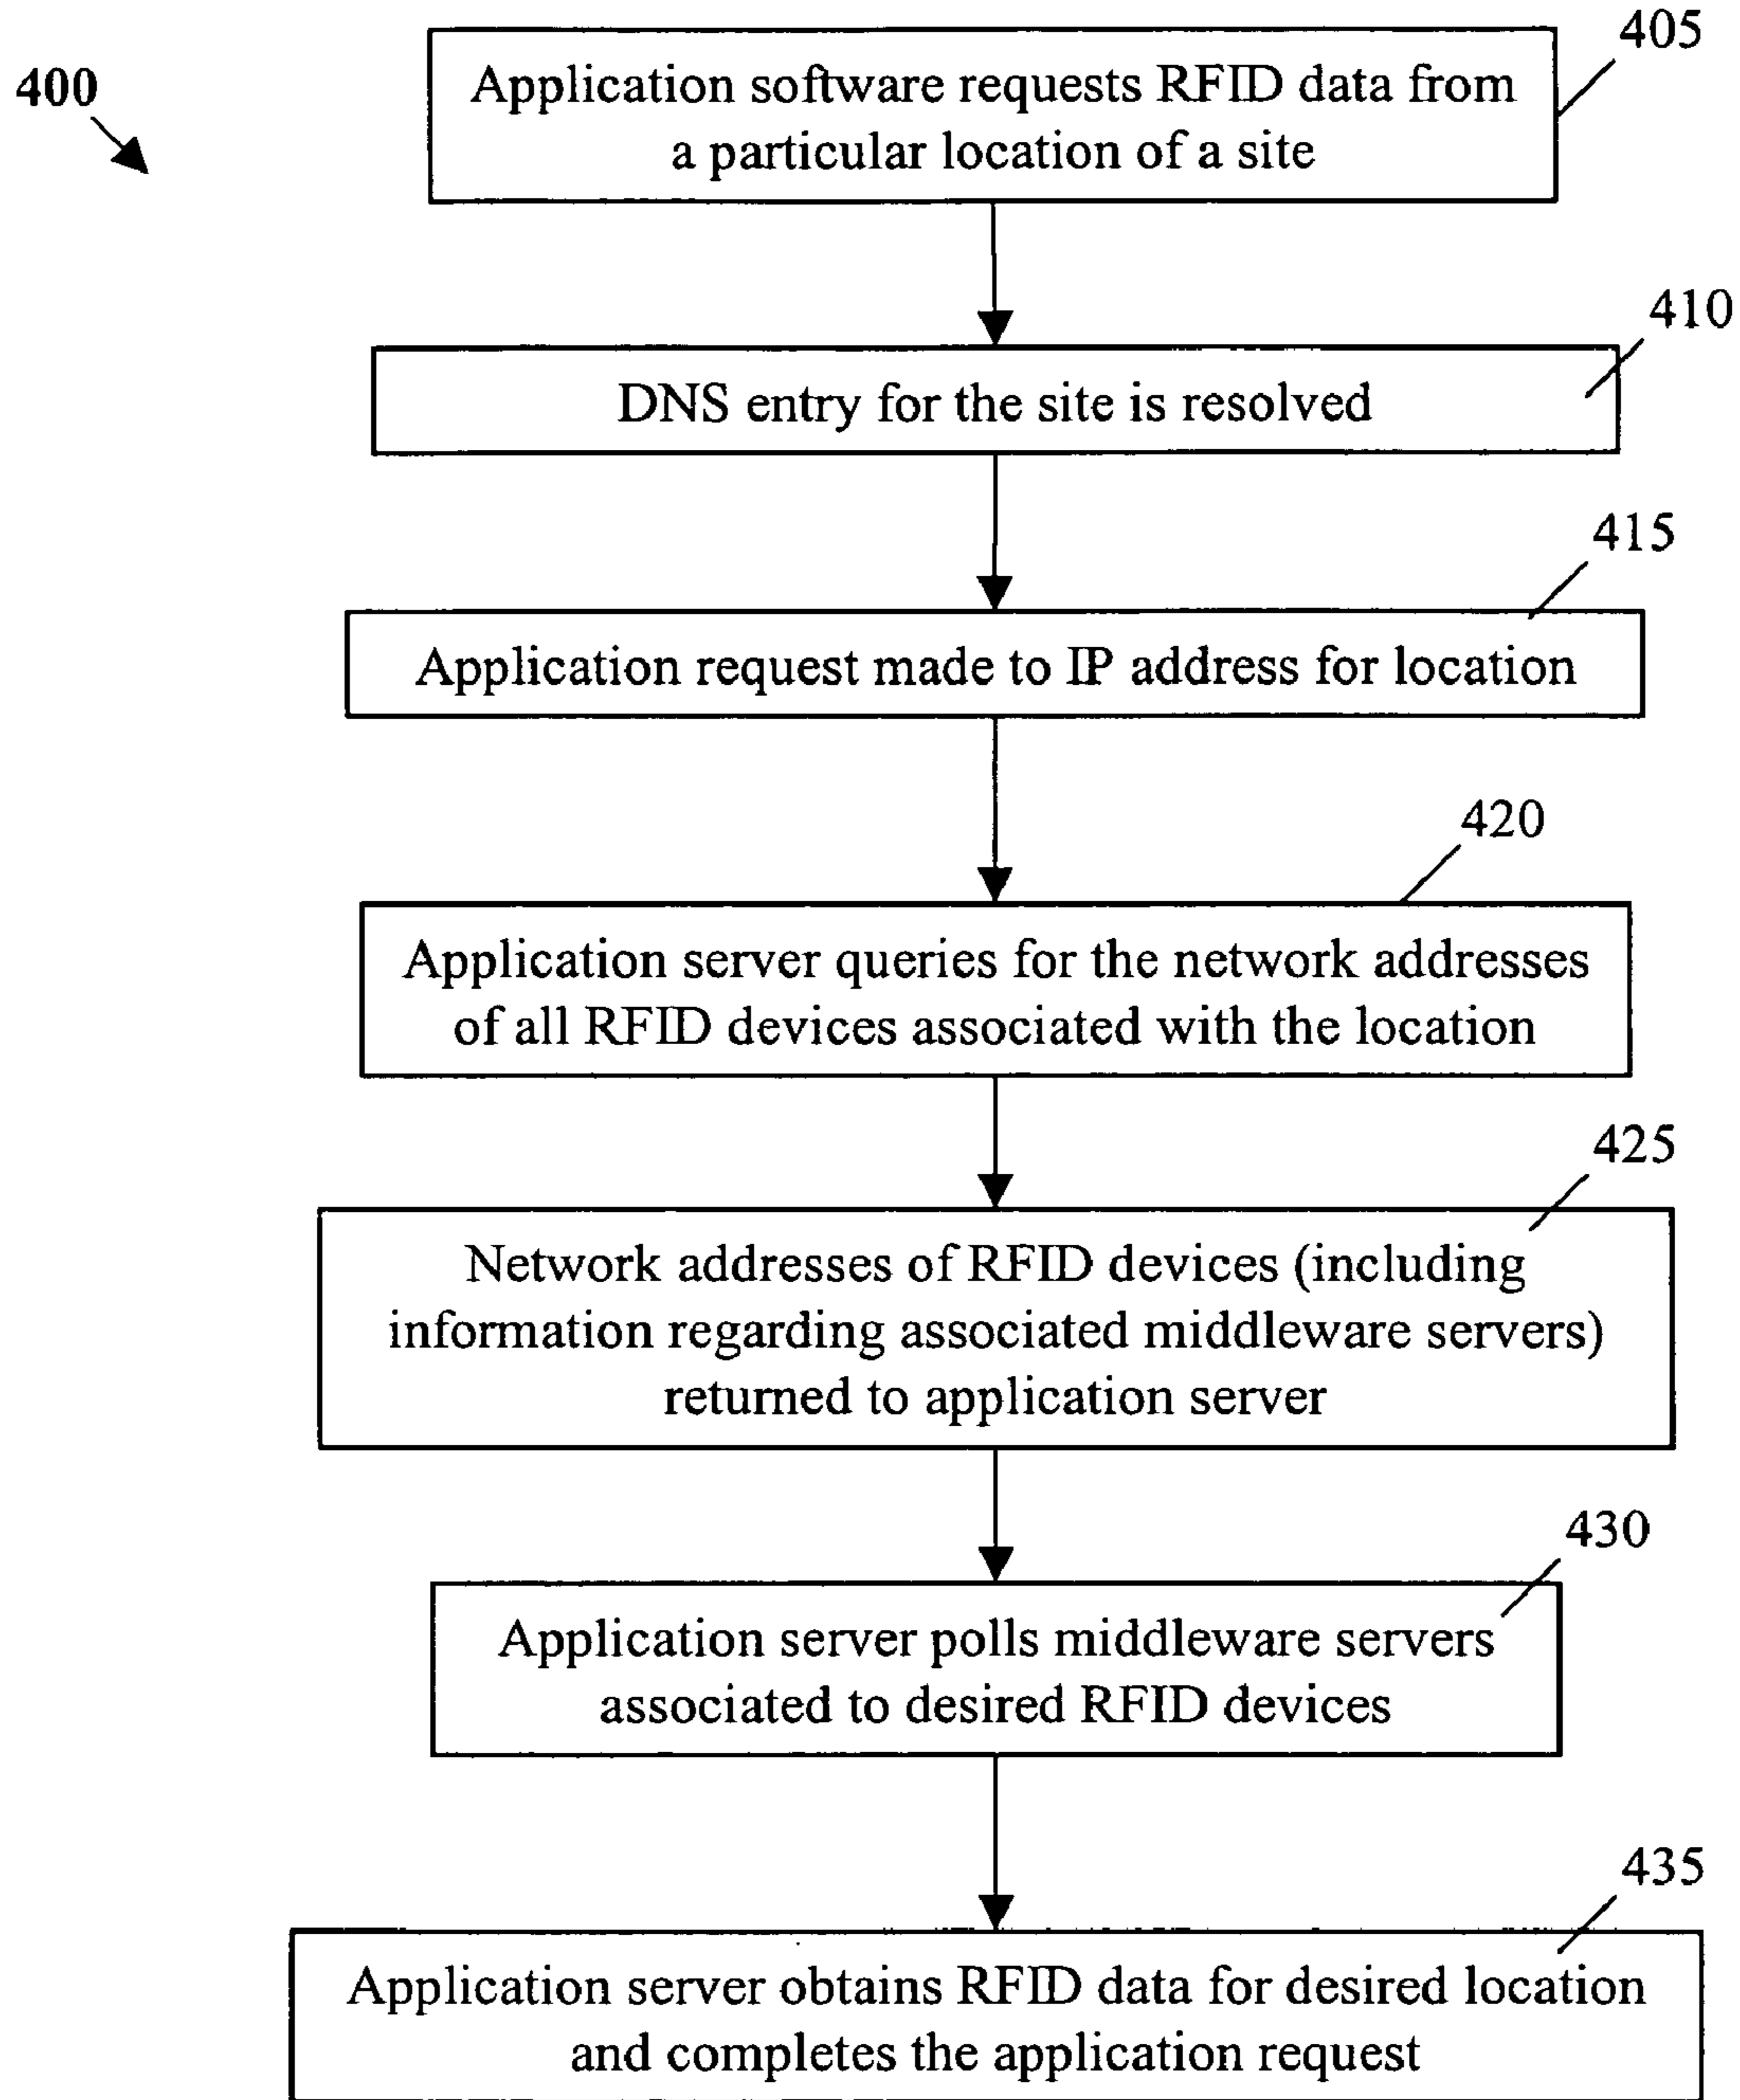 400
405
Application software requests RFID data from
a particular location of a site
410
DNS entry for the site is resolved
415
Application request made to IP address for location
420
Application server queries for the network addresses
of all RFID devices associated with the location
425
Network addresses of RFID devices (including
information regarding associated middleware servers)
returned to application server
430
Application server polls middleware servers
associated to desired RFID devices
435
Application server obtains RFID data for desired location
and completes the application request